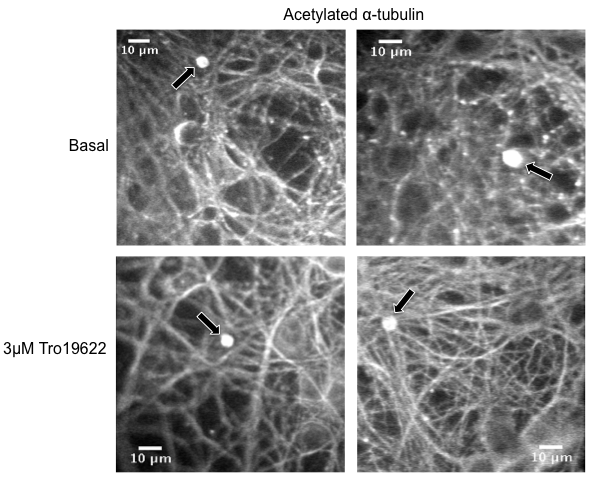 Acetylated α-tubulin
10 μm
10 μm
Basal
3μM Tro19622
10 μm
10 μm